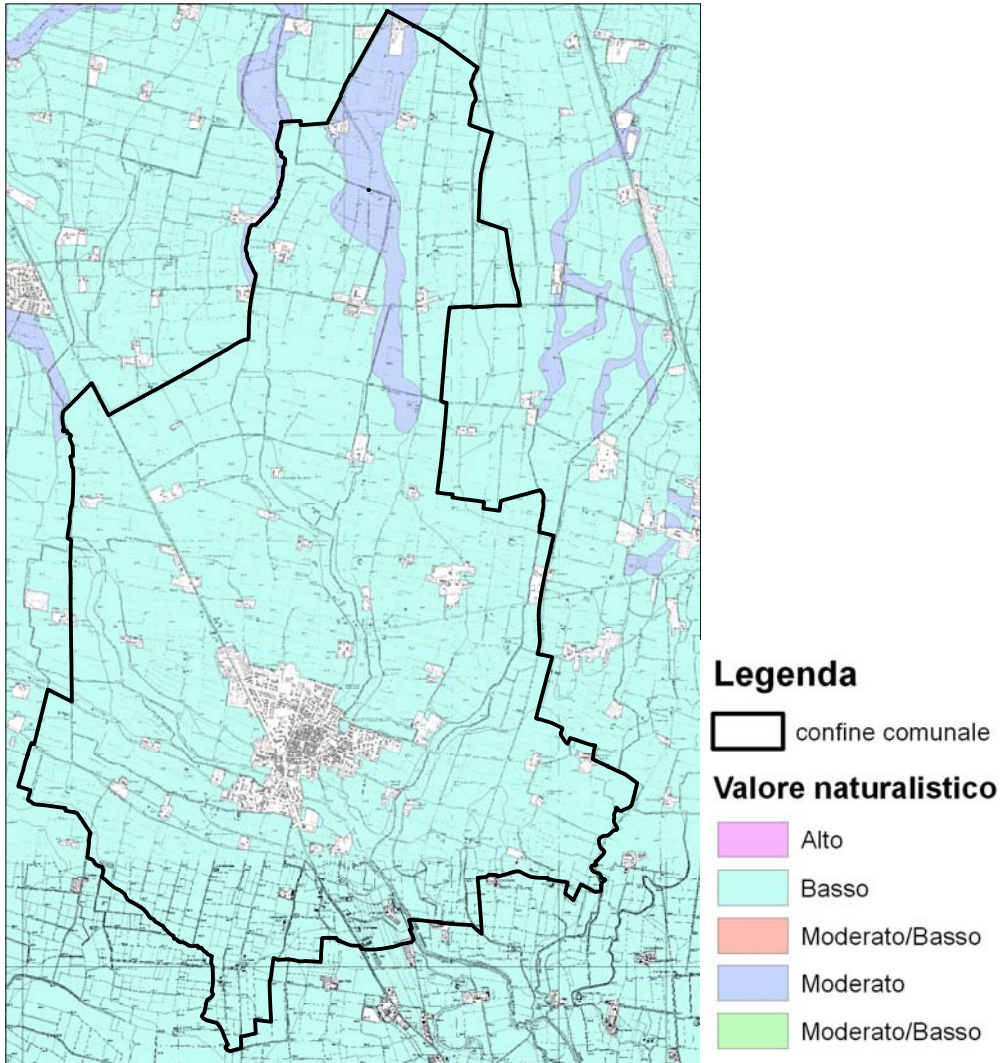 Legenda
confine comunale
Valore naturalistico
Alto
Basso
Moderato/Basso
Moderato
Moderato/Basso